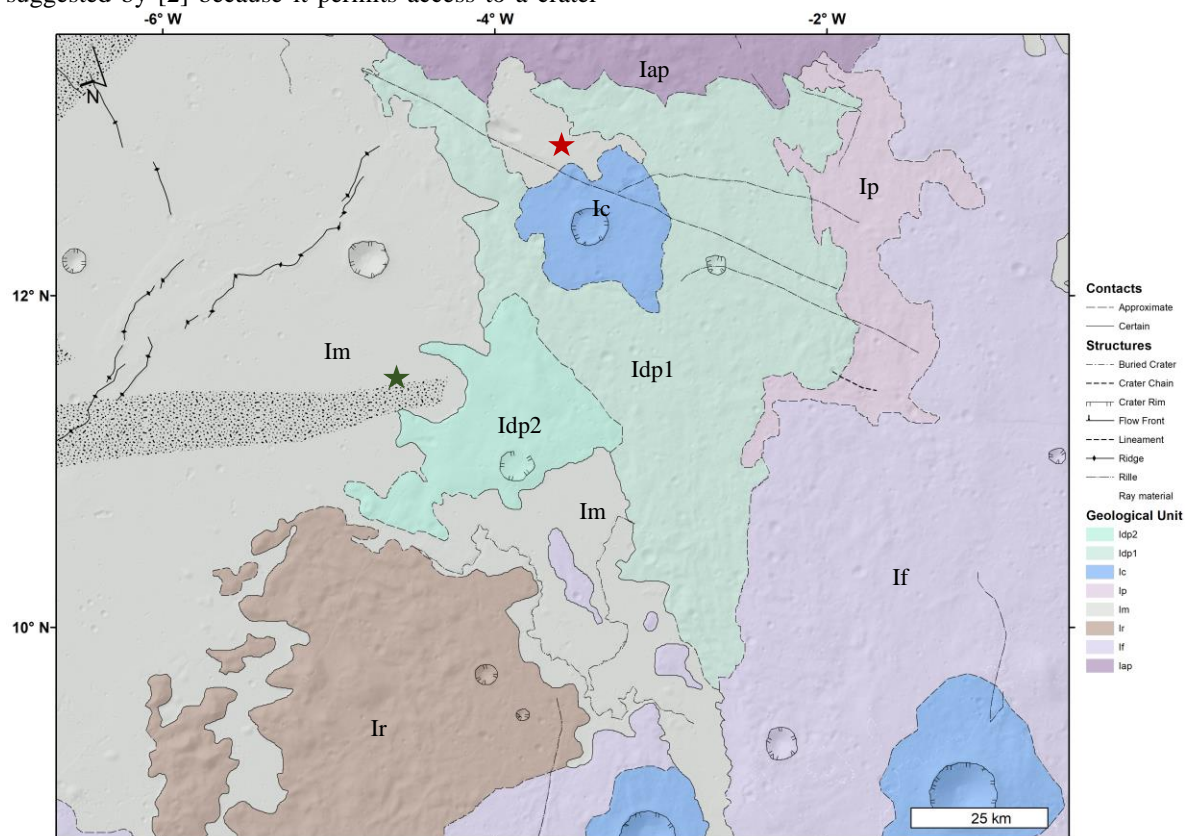 suggested by [2] because it permits access to a crater
-6° W
-4° W
-2° W
N
Iap
Ip
Ic
12° N
Im
Idp1
Idp2
Im
10° N
If
Ir
25 km
Contacts
Approximate
Certain
Structures
Buried Crater
Crater Chain
Crater Rim
Flow Front
Lineament
Ridge
Rille
Ray material
Geological Unit
Idp2
Idp1
Ic
Ip
Im
Ir
If
Iap